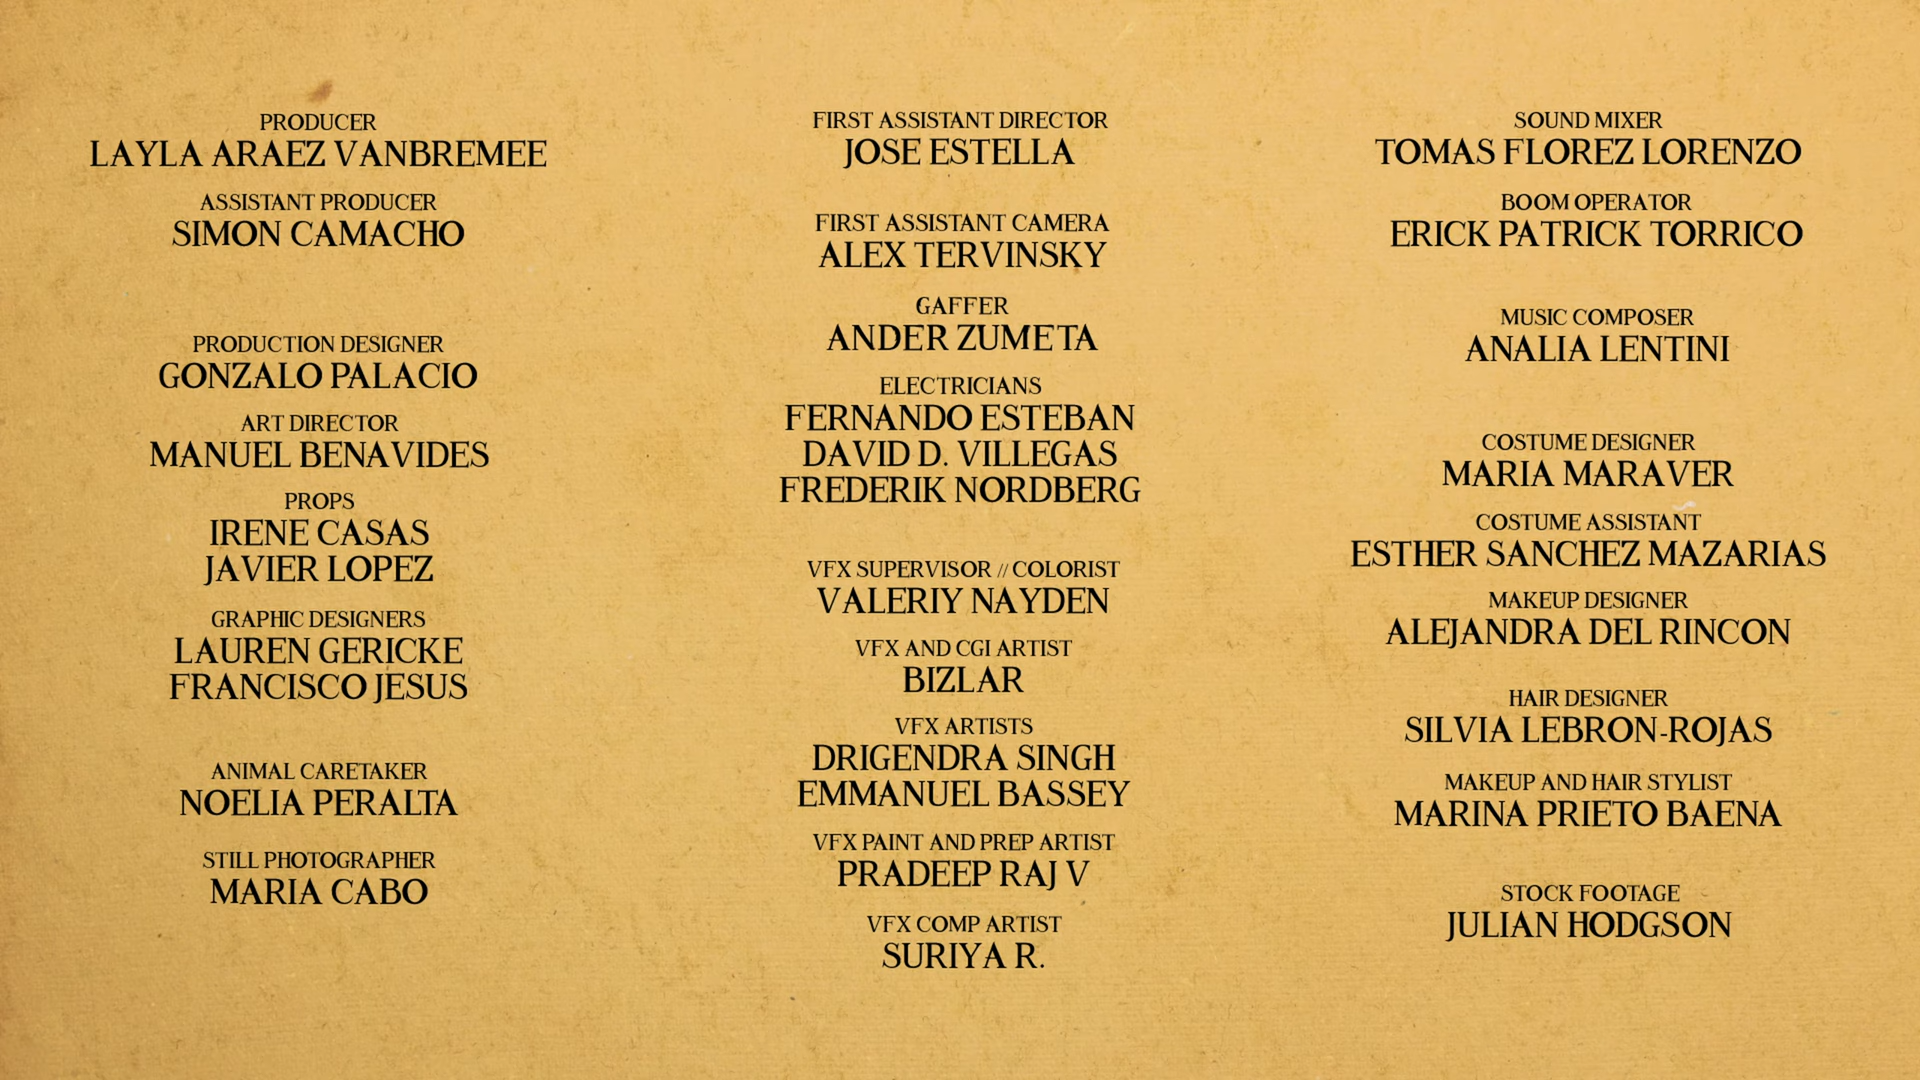 PRODUCER
LAYLA ARAEZ VANBREMEE
ASSISTANT PRODUCER
SIMON CAMACHO
PRODUCTION DESIGNER
GONZALO PALACIO
ART DIRECTOR
MANUEL BENAVIDES
PROPS
IRENE CASAS
JAVIER LOPEZ
GRAPHIC DESIGNERS
LAUREN GERICKE
FRANCISCO JESUS
ANIMAL CARETAKER
NOELIA PERALTA
STILL PHOTOGRAPHER
MARIA CABO
FIRST ASSISTANT DIRECTOR
JOSE ESTELLA
FIRST ASSISTANT CAMERA
ALEX TERVINSKY
GAFFER
ANDER ZUMETA
ELECTRICIANS
FERNANDO ESTEBAN
DAVID D. VILLEGAS
FREDERIK NORDBERG
VFX SUPERVISOR // COLORIST
VALERIY NAYDEN
VFX AND CGI ARTIST
BIZLAR
VFX ARTISTS
DRIGENDRA SINGH
EMMANUEL BASSEY
VFX PAINT AND PREP ARTIST
PRADEEP RAJ V
VFX COMP ARTIST
SURIYA R.
SOUND MIXER
TOMAS FLOREZ LORENZO
BOOM OPERATOR
ERICK PATRICK TORRICO
MUSIC COMPOSER
ANALIA LENTINI
COSTUME DESIGNER
MARIA MARAVER
COSTUME ASSISTANT
ESTHER SANCHEZ MAZARIAS
MAKEUP DESIGNER
ALEJANDRA DEL RINCON
HAIR DESIGNER
SILVIA LEBRON-ROJAS
MAKEUP AND HAIR STYLIST
MARINA PRIETO BAENA
STOCK FOOTAGE
JULIAN HODGSON